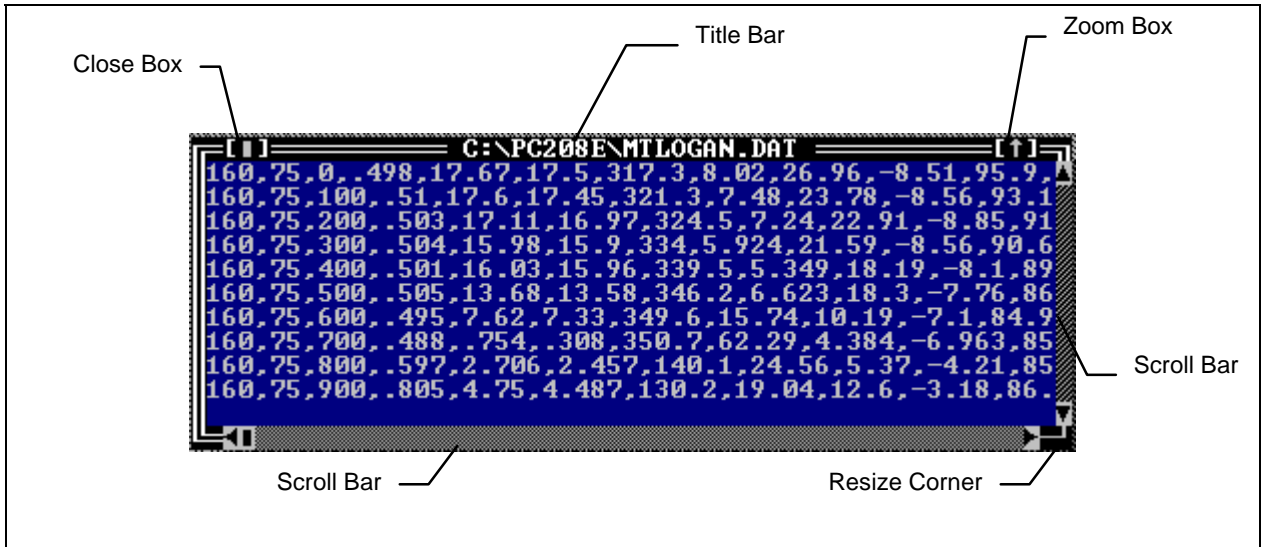 Title Bar
Zoom Box
Close Box
[▮] C:\PC208E\MTLOGAN.DAT [↑]
160,75,0,.498,17.67,17.5,317.3,8.02,26.96,-8.51,95.9,
160,75,100,.51,17.6,17.45,321.3,7.48,23.78,-8.56,93.1
160,75,200,.503,17.11,16.97,324.5,7.24,22.91,-8.85,91
160,75,300,.504,15.98,15.9,334,5.924,21.59,-8.56,90.6
160,75,400,.501,16.03,15.96,339.5,5.349,18.19,-8.1,89
160,75,500,.505,13.68,13.58,346.2,6.623,18.3,-7.76,86
160,75,600,.495,7.62,7.33,349.6,15.74,10.19,-7.1,84.9
160,75,700,.488,.754,.308,350.7,62.29,4.384,-6.963,85
160,75,800,.597,2.706,2.457,140.1,24.56,5.37,-4.21,85
160,75,900,.805,4.75,4.487,130.2,19.04,12.6,-3.18,86.
Scroll Bar
Scroll Bar
Resize Corner